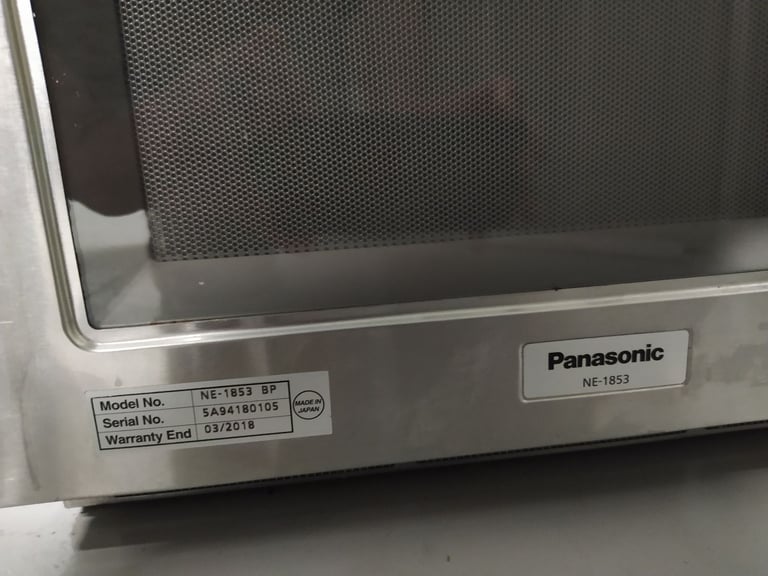 Model No. NE-1853 BP
Serial No. 5A94180105
Warranty End 03/2018
MADE IN
JAPAN
Panasonic
NE-1853